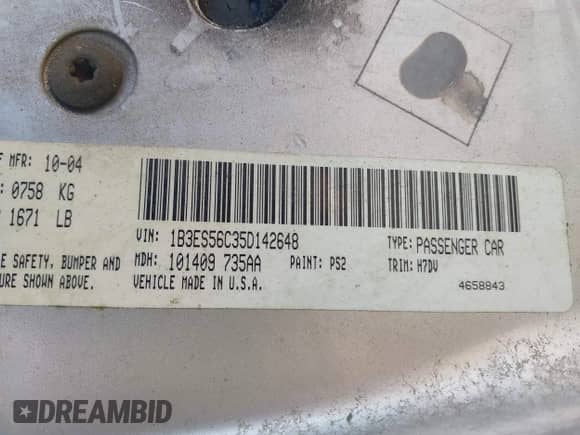 F MFR: 10-04
: 0758 KG
1671 LB
E SAFETY, BUMPER AND
URE SHOWN ABOVE.
VIN: 1B3ES56C35D142648
TYPE: PASSENGER CAR
MDH: 101409 735AA
PAINT: PS2
TRIM: H7DV
VEHICLE MADE IN U.S.A.
4658843
DREAMBID